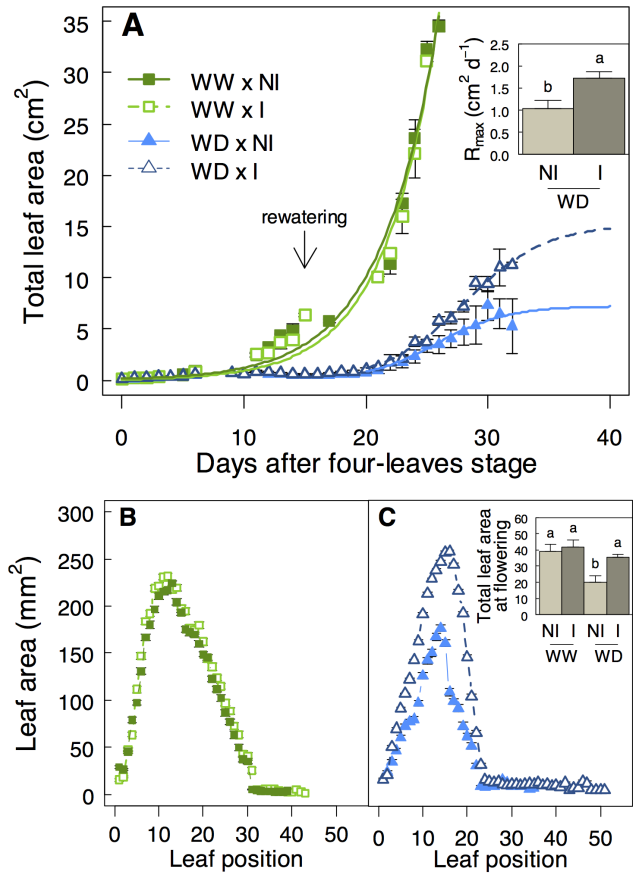 A
WW x NI
WW x I
WD x NI
WD x I
rewatering
Total leaf area (cm²)
35
30
25
20
15
10
5
0
0 10 20 30 40
Days after four-leaves stage
Rmax (cm² d⁻¹)
2.5
2.0
1.5
1.0
0.5
0.0
b a
NI I
WD
B
Leaf area (mm²)
300
250
200
150
100
50
0
0 10 20 30 40 50
Leaf position
C
Total leaf area
at flowering
60
50
40
30
20
10
0
a a b a
NI I NI I
WW WD
0 10 20 30 40 50
Leaf position